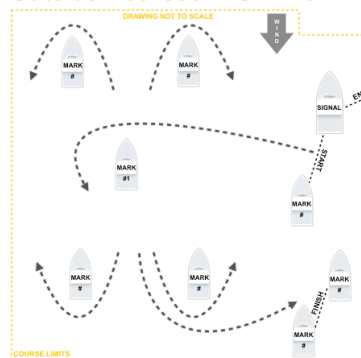 DRAWING NOT TO SCALE
WIND
MARK
#
MARK
#
SIGNAL
START
MARK
#1
MARK
#
MARK
#
MARK
#
MARK
#
FINISH
MARK
#
COURSE LIMITS